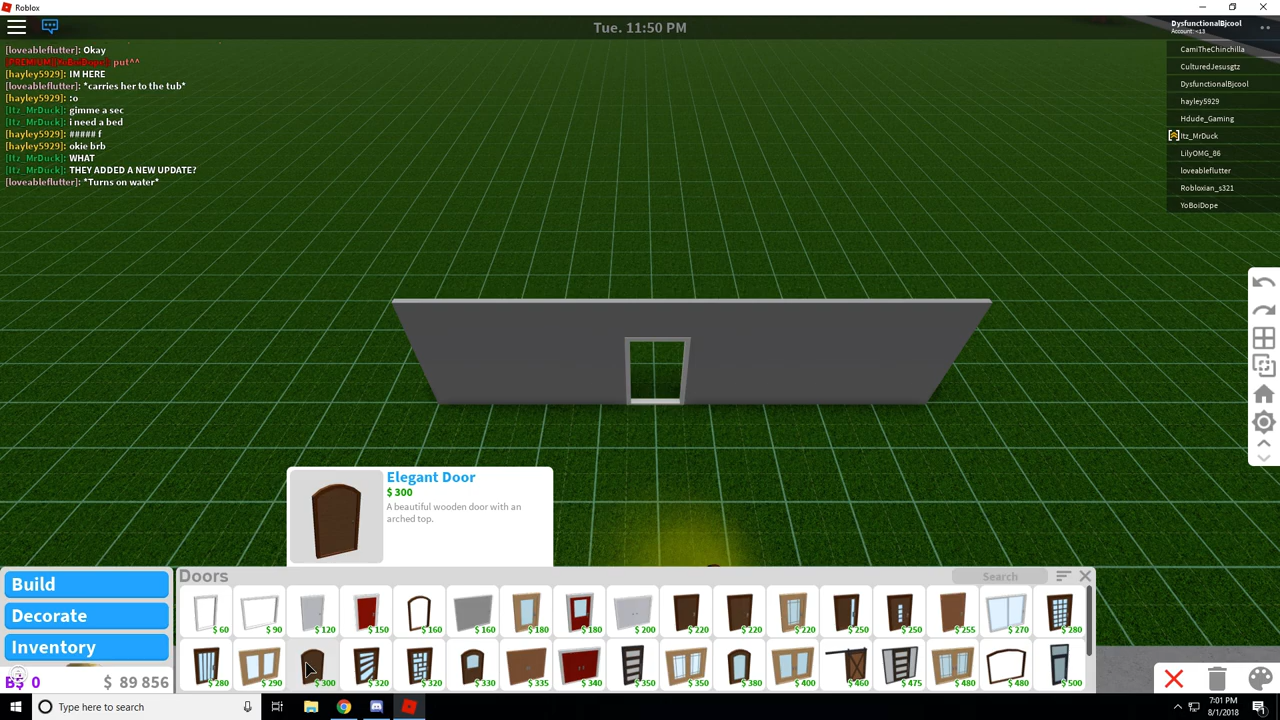 Roblox
Tue. 11:50 PM
DysfunctionalBjcool
Account: <13
[loveableflutter]: Okay
put^^
[hayley5929]: IM HERE
[loveableflutter]: *carries her to the tub*
[hayley5929]: :o
[Itz_MrDuck]: gimme a sec
[Itz_MrDuck]: i need a bed
[hayley5929]: ##### f
[hayley5929]: okie brb
[Itz_MrDuck]: WHAT
[Itz_MrDuck]: THEY ADDED A NEW UPDATE?
[loveableflutter]: *Turns on water*
CamiTheChinchilla
CulturedJesusgtz
DysfunctionalBjcool
hayley5929
Hdude_Gaming
Itz_MrDuck
LilyOMG_86
loveableflutter
Robloxian_s321
YoBoiDope
Elegant Door
$ 300
A beautiful wooden door with an
arched top.
Build
Decorate
Inventory
0 $ 89 856
Doors
Search
$ 60 $ 90 $ 120 $ 150 $ 160 $ 160 $ 180 $ 180 $ 200 $ 220 $ 220 $ 220 $ 250 $ 250 $ 255 $ 270 $ 280
$ 280 $ 290 $ 300 $ 320 $ 320 $ 330 $ 335 $ 340 $ 350 $ 350 $ 380 $ 400 $ 460 $ 475 $ 480 $ 480 $ 500
Type here to search
7:01 PM
8/1/2018